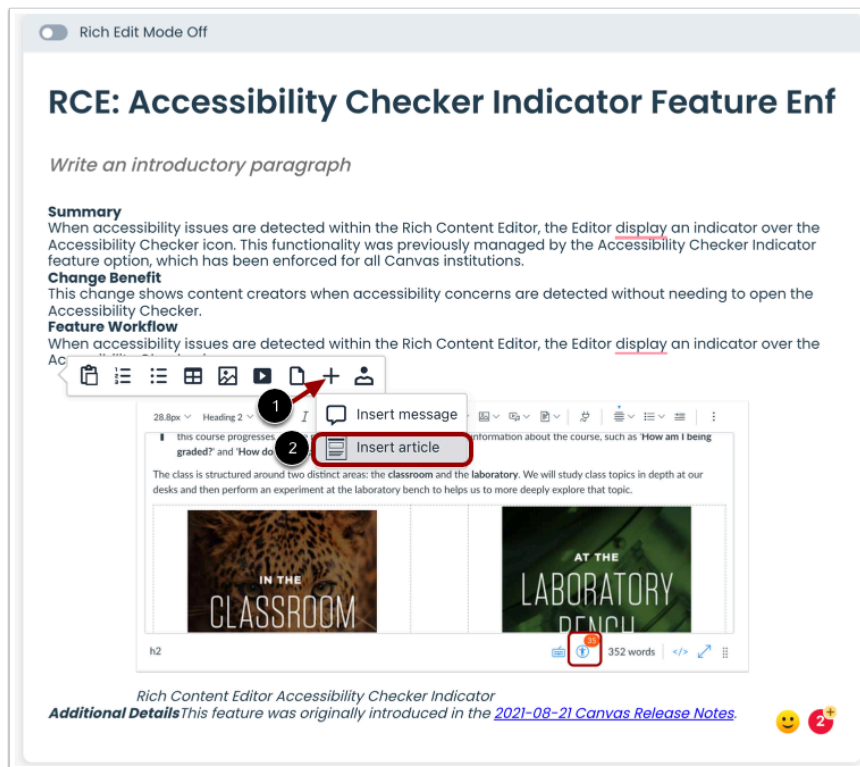 Rich Edit Mode Off
RCE: Accessibility Checker Indicator Feature Enf
Write an introductory paragraph
Summary
When accessibility issues are detected within the Rich Content Editor, the Editor display an indicator over the
Accessibility Checker icon. This functionality was previously managed by the Accessibility Checker Indicator
feature option, which has been enforced for all Canvas institutions.
Change Benefit
This change shows content creators when accessibility concerns are detected without needing to open the
Accessibility Checker.
Feature Workflow
When accessibility issues are detected within the Rich Content Editor, the Editor display an indicator over the
1
28.8px Heading 2 I
Insert message
this course progresses, information about the course, such as 'How am I being
2
Insert article
graded?' and 'How do
The class is structured around two distinct areas: the classroom and the laboratory. We will study class topics in depth at our
desks and then perform an experiment at the laboratory bench to helps us to more deeply explore that topic.
IN THE
CLASSROOM
AT THE
LABORATORY
BENCH
h2
35
352 words </>
Rich Content Editor Accessibility Checker Indicator
Additional DetailsThis feature was originally introduced in the 2021-08-21 Canvas Release Notes.
2+